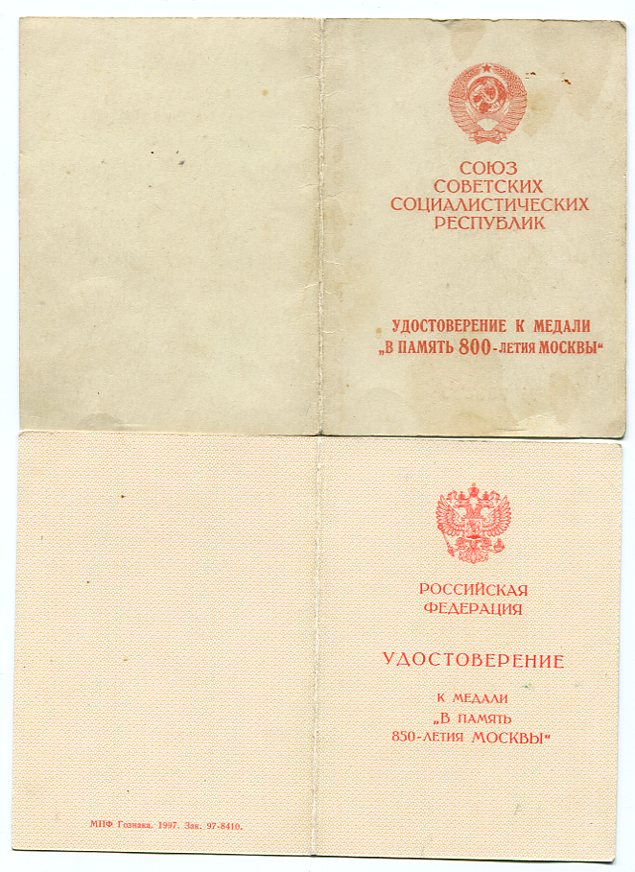 СОЮЗ
СОВЕТСКИХ
СОЦИАЛИСТИЧЕСКИХ
РЕСПУБЛИК
УДОСТОВЕРЕНИЕ К МЕДАЛИ
„В ПАМЯТЬ 800-ЛЕТИЯ МОСКВЫ“
РОССИЙСКАЯ
ФЕДЕРАЦИЯ
УДОСТОВЕРЕНИЕ
К МЕДАЛИ
„В ПАМЯТЬ
850-ЛЕТИЯ МОСКВЫ“
МПФ Гознака. 1997. Зак. 97-8410.